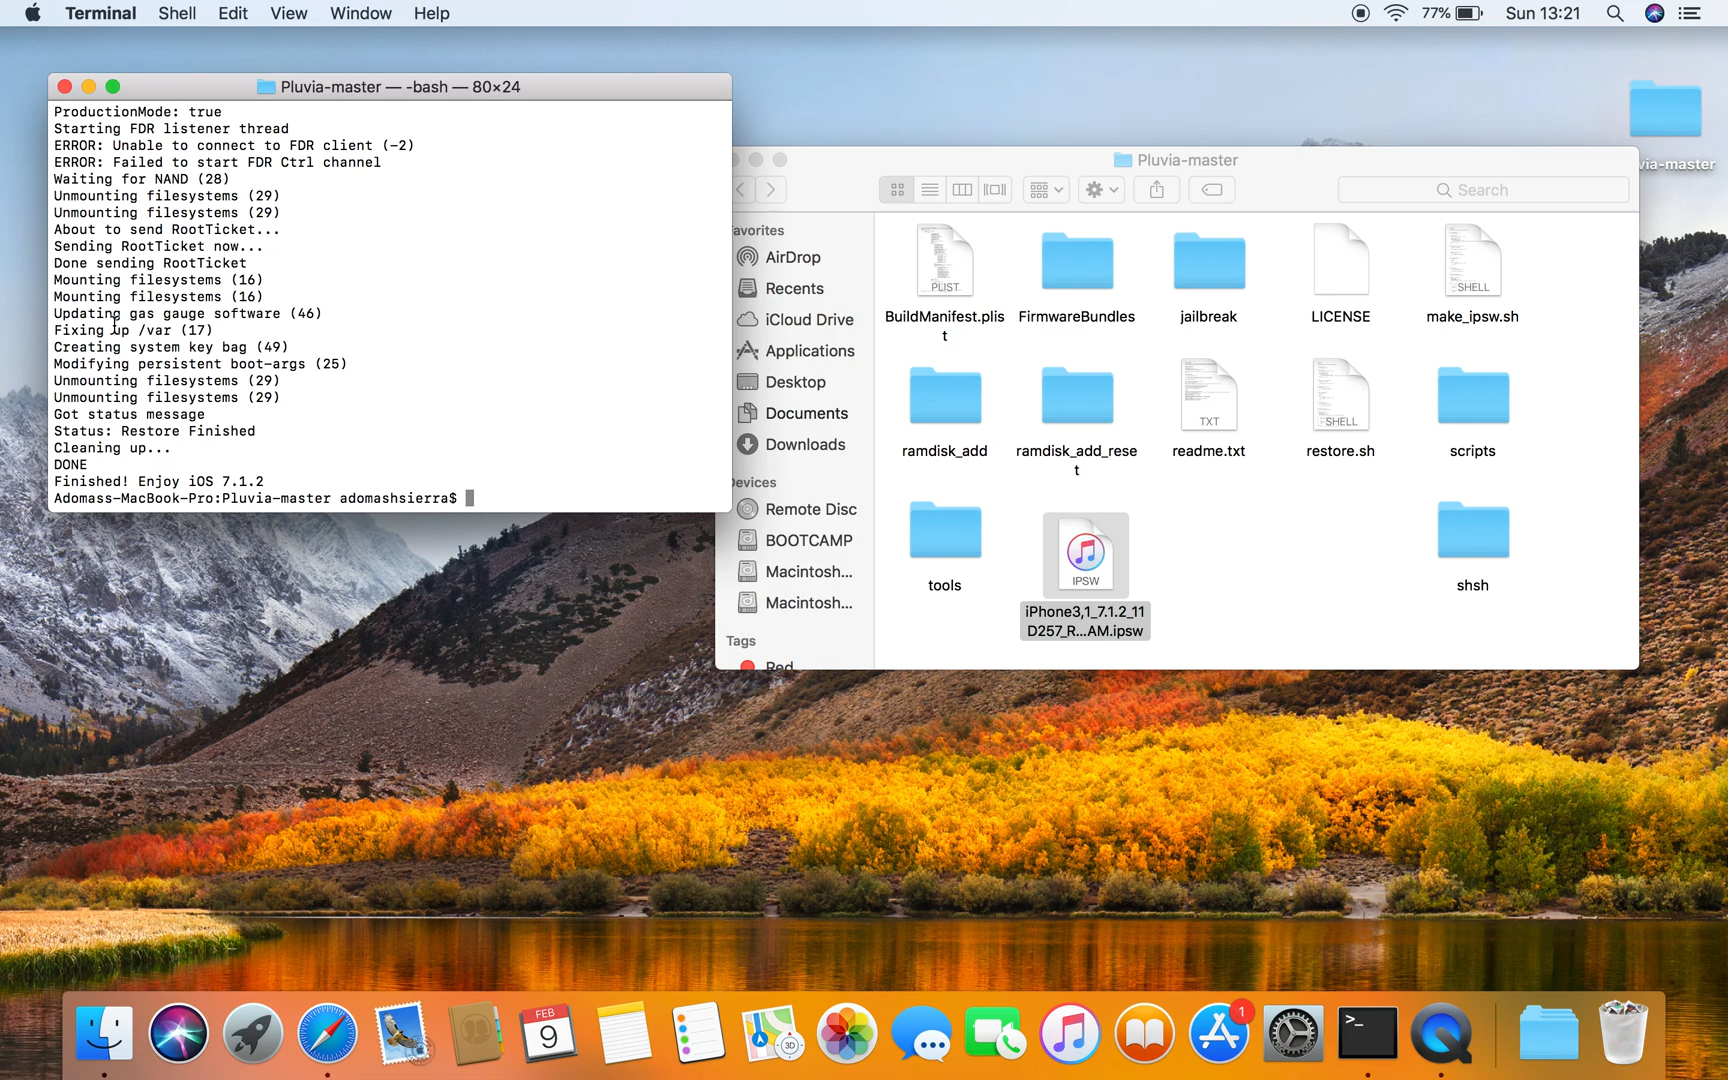 Terminal Shell Edit View Window Help
77% Sun 13:21
Pluvia-master — -bash — 80×24
ProductionMode: true
Starting FDR listener thread
ERROR: Unable to connect to FDR client (-2)
ERROR: Failed to start FDR Ctrl channel
Waiting for NAND (28)
Unmounting filesystems (29)
Unmounting filesystems (29)
About to send RootTicket...
Sending RootTicket now...
Done sending RootTicket
Mounting filesystems (16)
Mounting filesystems (16)
Updating gas gauge software (46)
Fixing up /var (17)
Creating system key bag (49)
Modifying persistent boot-args (25)
Unmounting filesystems (29)
Unmounting filesystems (29)
Got status message
Status: Restore Finished
Cleaning up...
DONE
Finished! Enjoy iOS 7.1.2
Adomass-MacBook-Pro:Pluvia-master adomashsierra$
via-master
Pluvia-master
Search
Favorites
AirDrop
Recents
iCloud Drive
Applications
Desktop
Documents
Downloads
Devices
Remote Disc
BOOTCAMP
Macintosh...
Macintosh...
Tags
Red
PLIST
SHELL
BuildManifest.plis
t
FirmwareBundles
jailbreak
LICENSE
make_ipsw.sh
TXT
SHELL
ramdisk_add
ramdisk_add_rese
t
readme.txt
restore.sh
scripts
IPSW
tools
iPhone3,1_7.1.2_11
D257_R...AM.ipsw
shsh
FEB
9
3D
1
>_